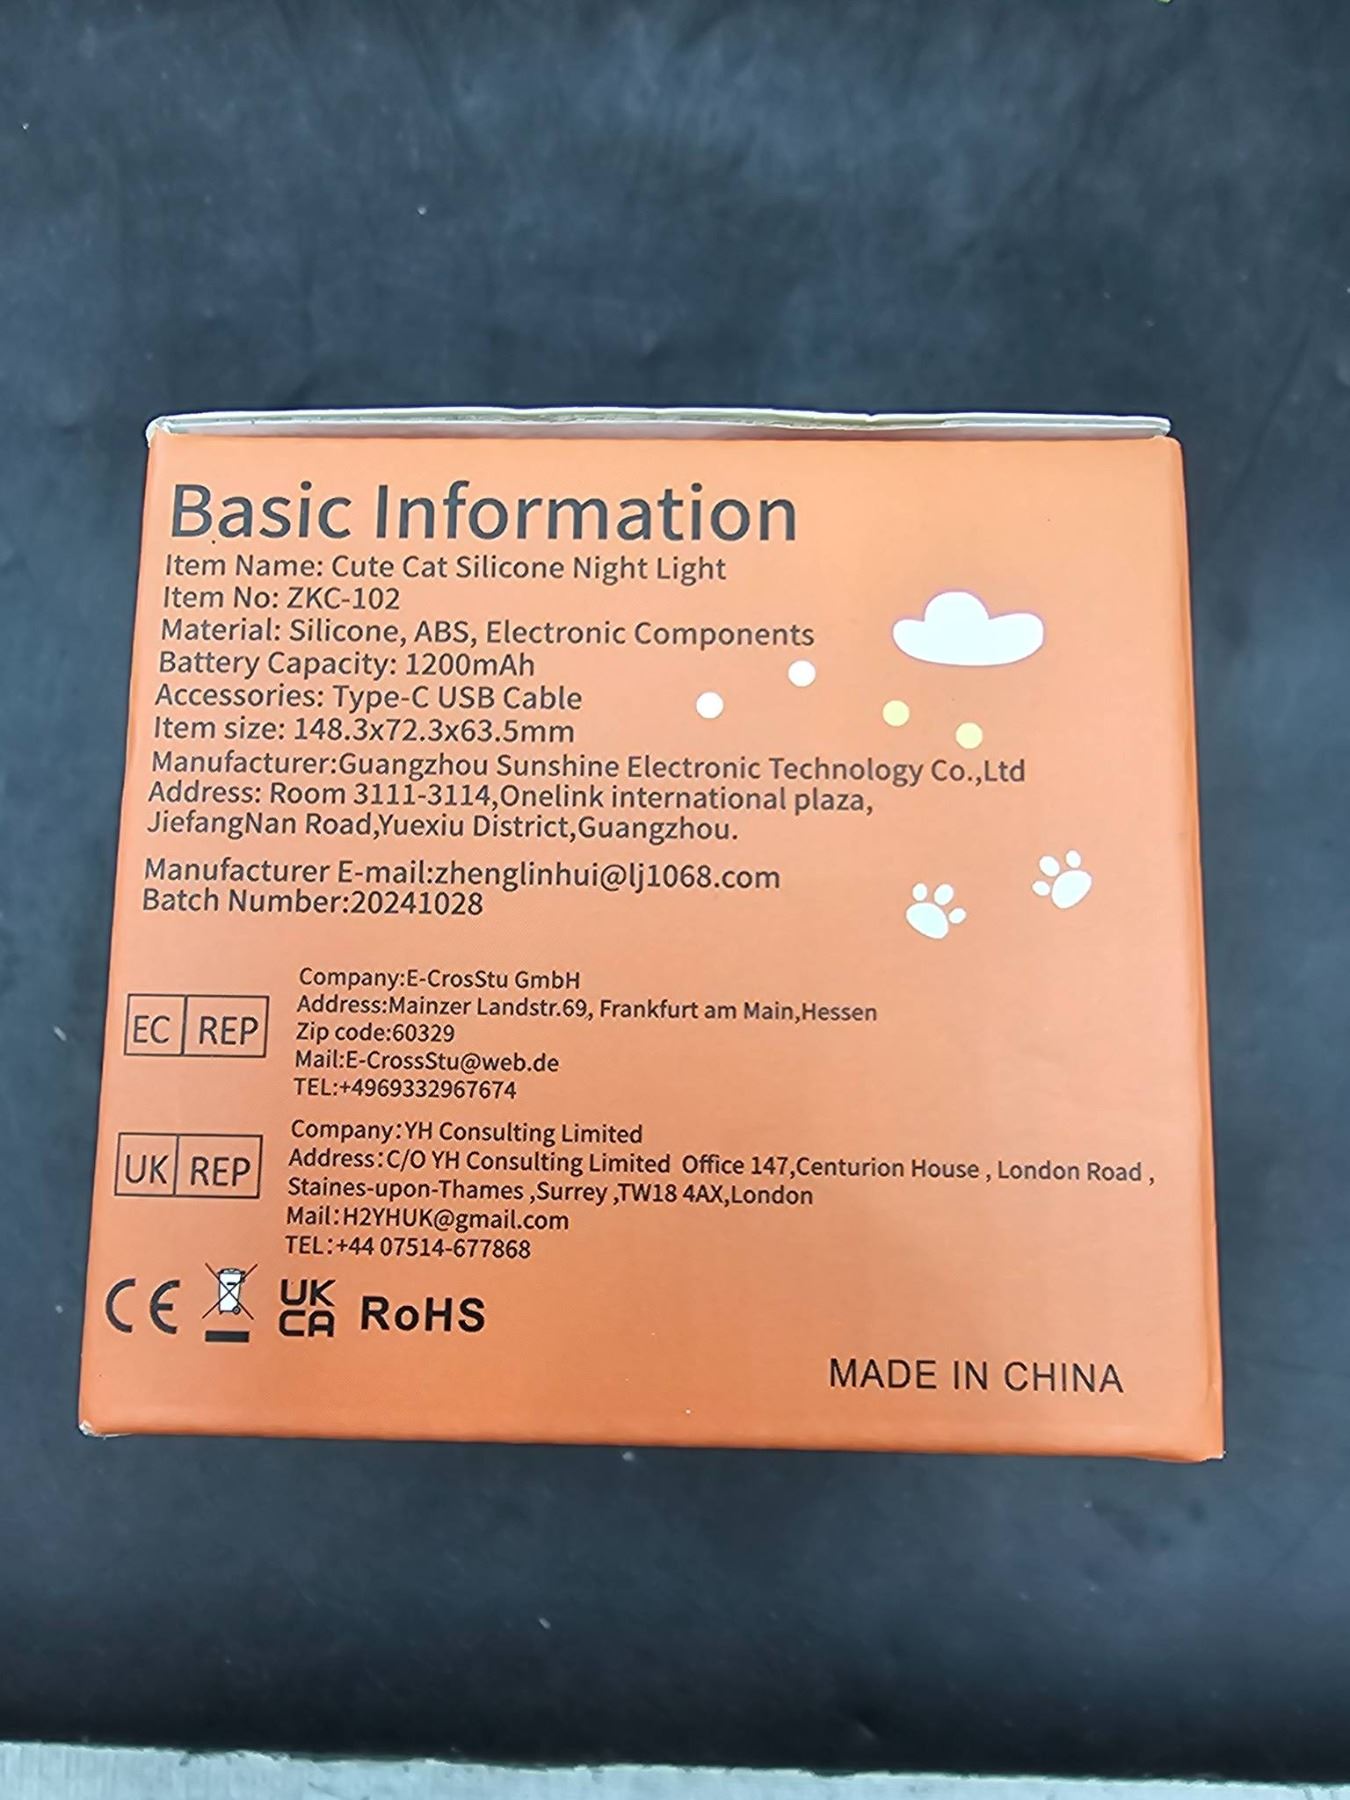 Basic Information
Item Name: Cute Cat Silicone Night Light
Item No: ZKC-102
Material: Silicone, ABS, Electronic Components
Battery Capacity: 1200mAh
Accessories: Type-C USB Cable
Item size: 148.3x72.3x63.5mm
Manufacturer:Guangzhou Sunshine Electronic Technology Co.,Ltd
Address: Room 3111-3114,Onelink international plaza,
JiefangNan Road,Yuexiu District,Guangzhou.
Manufacturer E-mail:zhenglinhui@lj1068.com
Batch Number:20241028
EC REP
Company:E-CrosStu GmbH
Address:Mainzer Landstr.69, Frankfurt am Main,Hessen
Zip code:60329
Mail:E-CrossStu@web.de
TEL:+4969332967674
UK REP
Company:YH Consulting Limited
Address:C/O YH Consulting Limited Office 147,Centurion House , London Road ,
Staines-upon-Thames ,Surrey ,TW18 4AX,London
Mail:H2YHUK@gmail.com
TEL:+44 07514-677868
CE UK CA RoHS
MADE IN CHINA